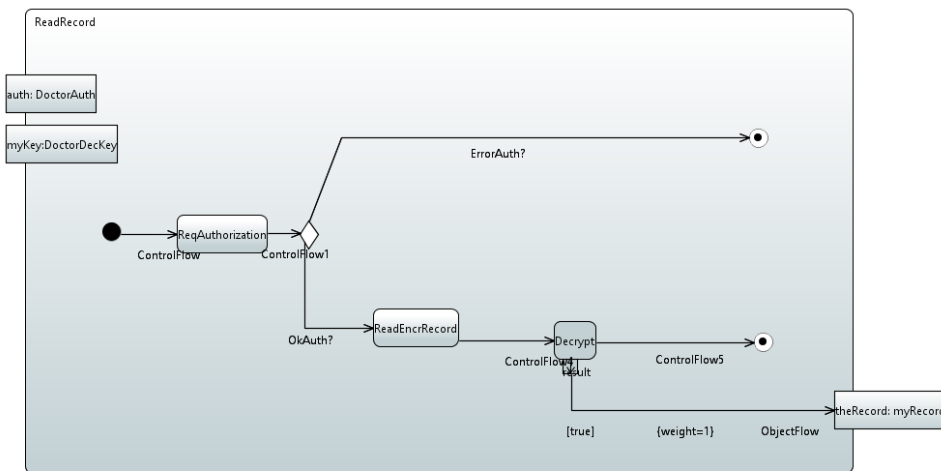 ReadRecord
auth: DoctorAuth
myKey:DoctorDecKey
ErrorAuth?
ReqAuthorization
ControlFlow
ControlFlow1
ReadEncrRecord
OkAuth?
Decrypt
ControlFlow4
ControlFlow5
result
theRecord: myRecord
[true]
{weight=1}
ObjectFlow